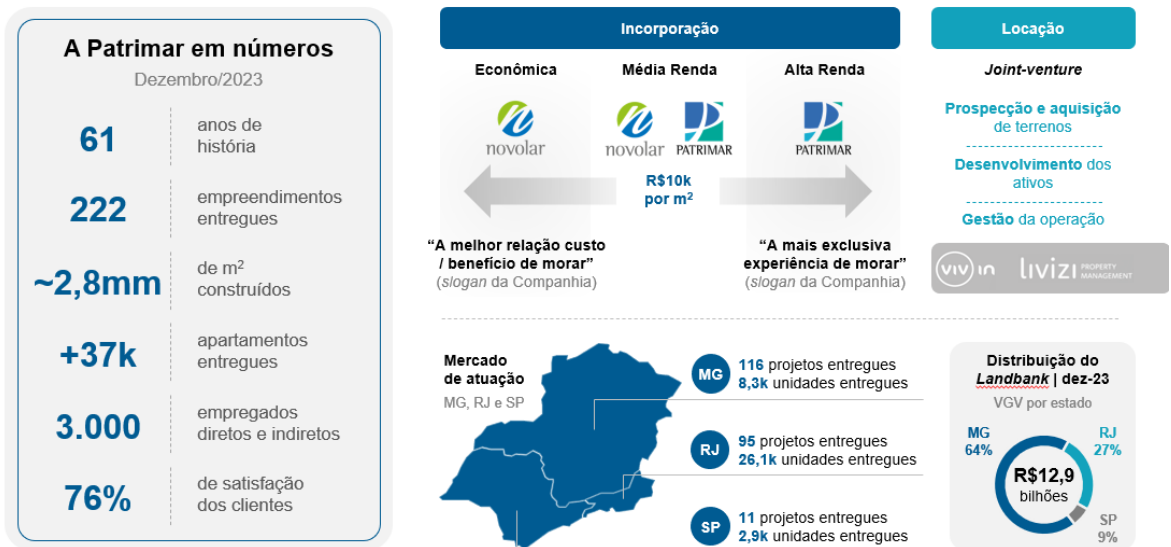 A Patrimar em números
Dezembro/2023
61
anos de
história
222
empreendimentos
entregues
~2,8mm
de m²
construídos
+37k
apartamentos
entregues
3.000
empregados
diretos e indiretos
76%
de satisfação
dos clientes
Incorporação
Econômica
novolar
Média Renda
novolar
PATRIMAR
Alta Renda
PATRIMAR
R$10k
por m²
“A melhor relação custo
/ benefício de morar”
(slogan da Companhia)
“A mais exclusiva
experiência de morar”
(slogan da Companhia)
Locação
Joint-venture
Prospecção e aquisição
de terrenos
Desenvolvimento dos
ativos
Gestão da operação
viv in
livizi PROPERTY
MANAGEMENT
Mercado
de atuação
MG, RJ e SP
MG
116 projetos entregues
8,3k unidades entregues
RJ
95 projetos entregues
26,1k unidades entregues
SP
11 projetos entregues
2,9k unidades entregues
Distribuição do
Landbank | dez-23
VGV por estado
MG
64%
RJ
27%
R$12,9
bilhões
SP
9%